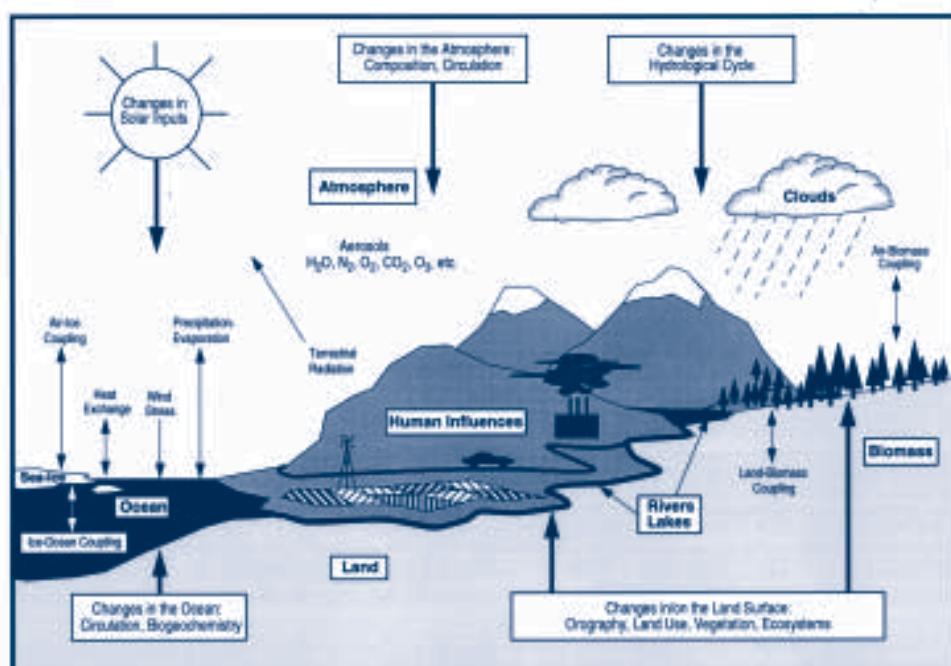 Changes in the Atmosphere:
Composition, Circulation
Changes in the
Hydrological Cycle
Changes in
Solar Inputs
Atmosphere
Clouds
Aerosols
H₂O, N₂, O₂, CO₂, O₃, etc.
Air-Biomass
Coupling
Air-Ice
Coupling
Precipitation-
Evaporation
Terrestrial
Radiation
Heat
Exchange
Wind
Stress
Human Influences
Biomass
Sea-Ice
Land-Biomass
Coupling
Ocean
Rivers
Lakes
Ice-Ocean Coupling
Land
Changes in the Ocean:
Circulation, Biogeochemistry
Changes in/on the Land Surface:
Orography, Land Use, Vegetation, Ecosystems